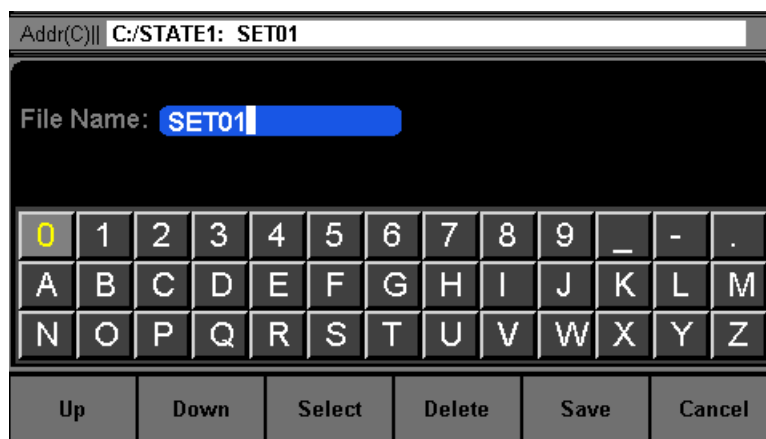 Addr(C)|| C:/STATE1: SET01
File Name: SET01
0 1 2 3 4 5 6 7 8 9 _ - .
A B C D E F G H I J K L M
N O P Q R S T U V W X Y Z
Up Down Select Delete Save Cancel